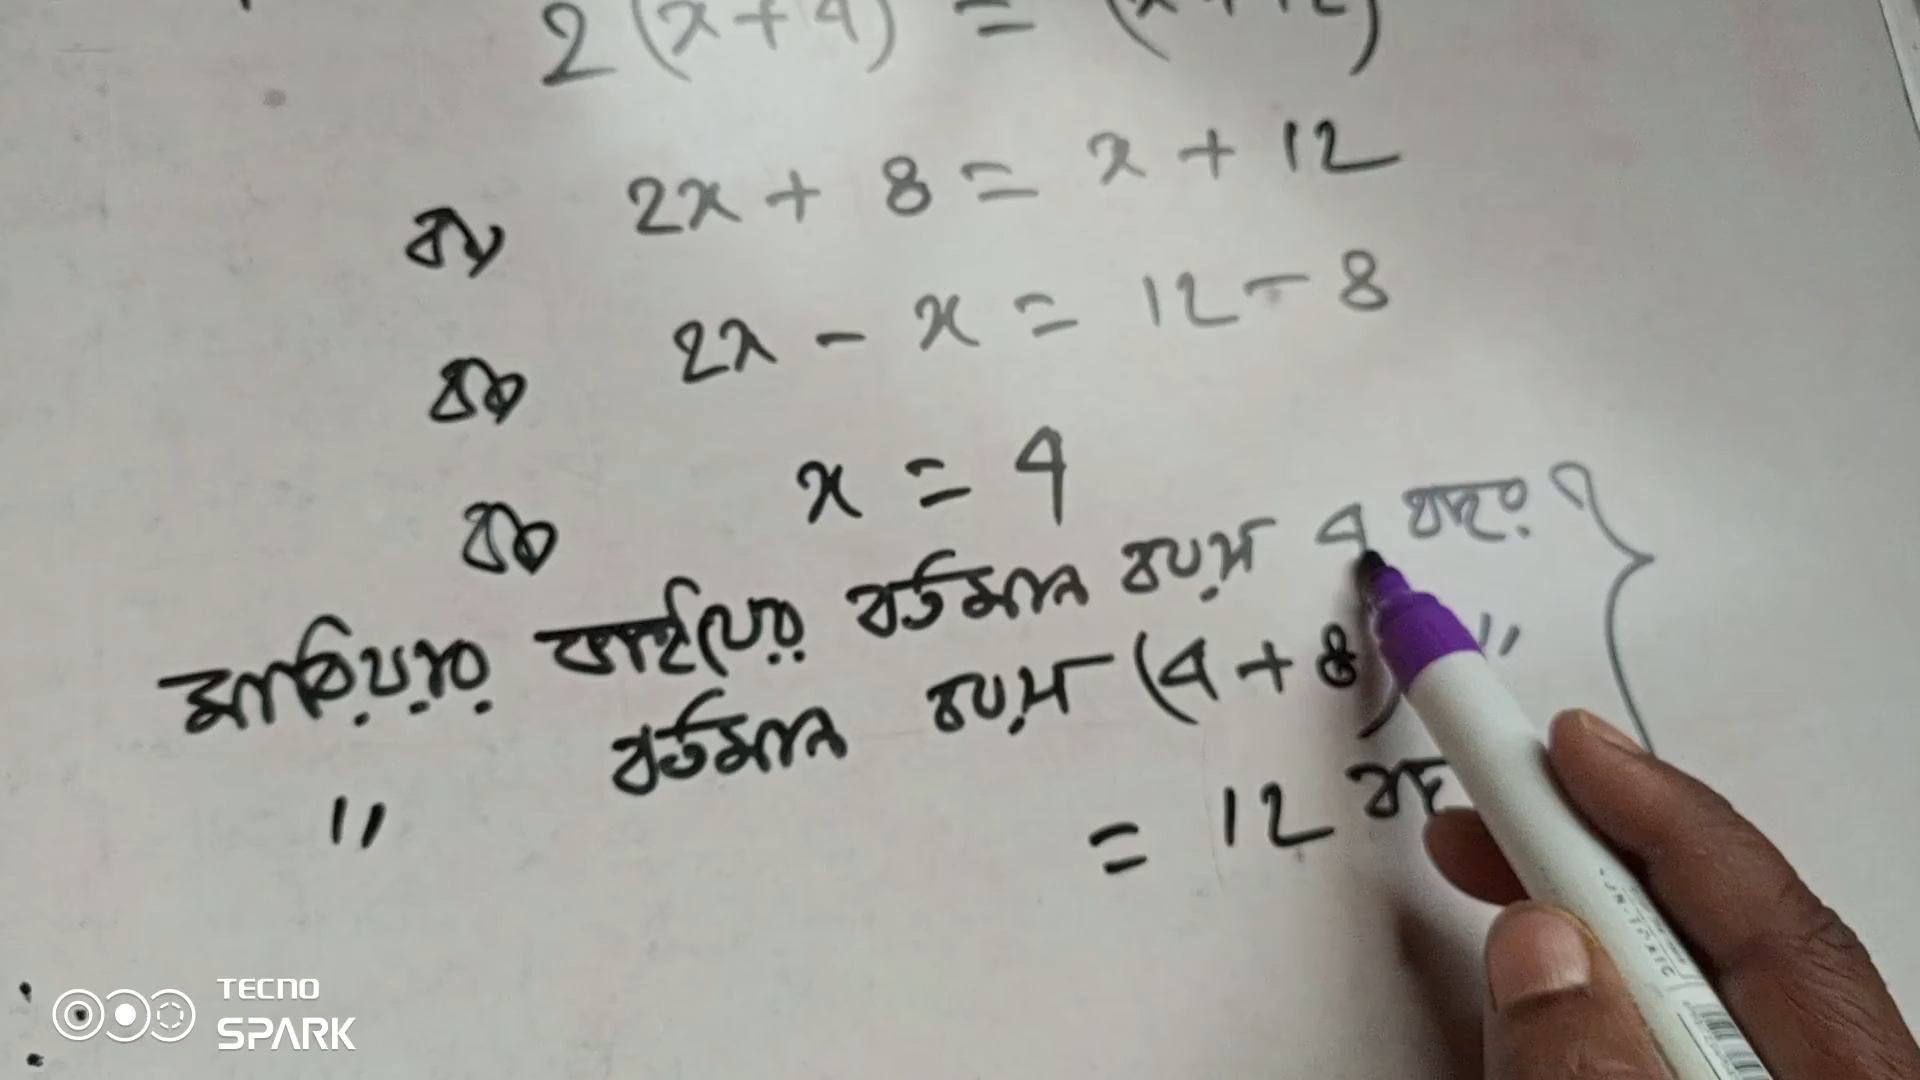 2(x+4) = (x+12)
বা, 2x + 8 = x + 12
বা, 2x - x = 12 - 8
বা, x = 4
মারিয়ার ভাইয়ের বর্তমান বয়স 4 বছর
" বর্তমান বয়স (4 + 8) "
= 12
TECNO
SPARK